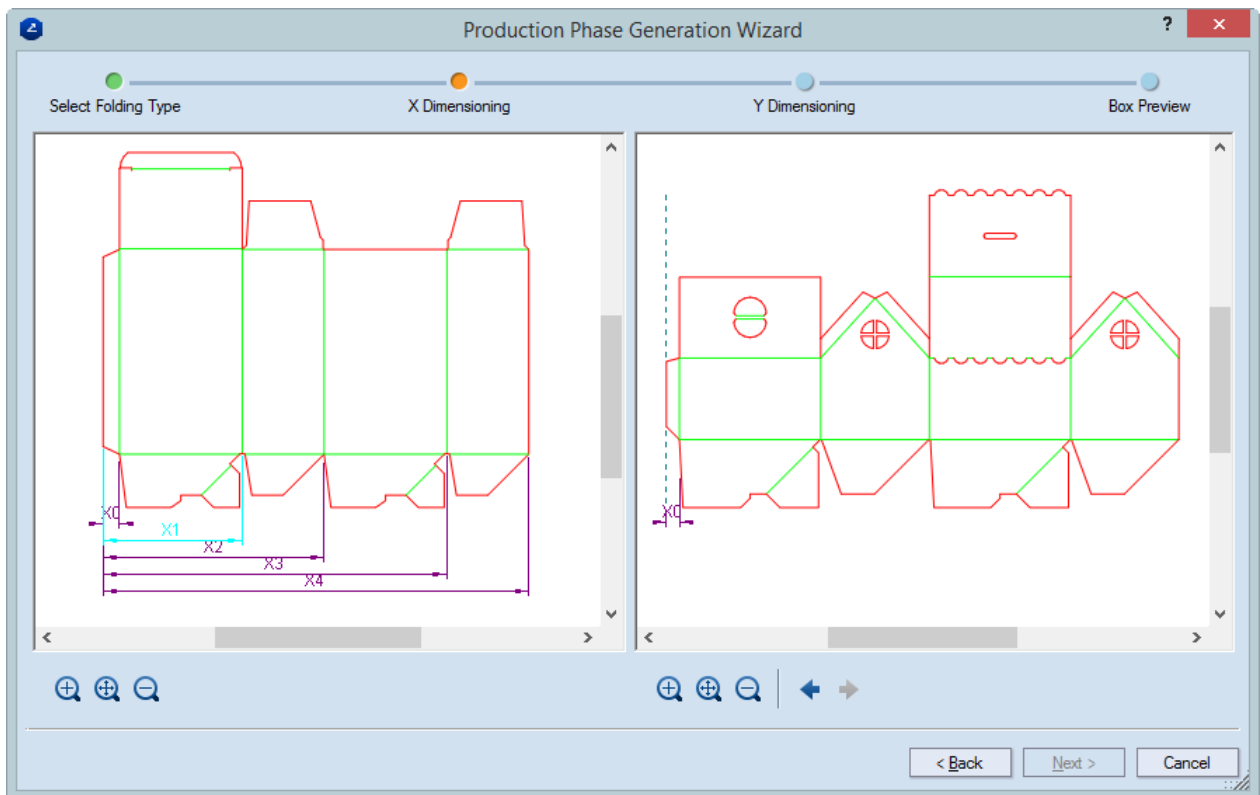 Production Phase Generation Wizard
?
Select Folding Type
X Dimensioning
Y Dimensioning
Box Preview
X0
X1
X2
X3
X4
X0
< Back
Next >
Cancel